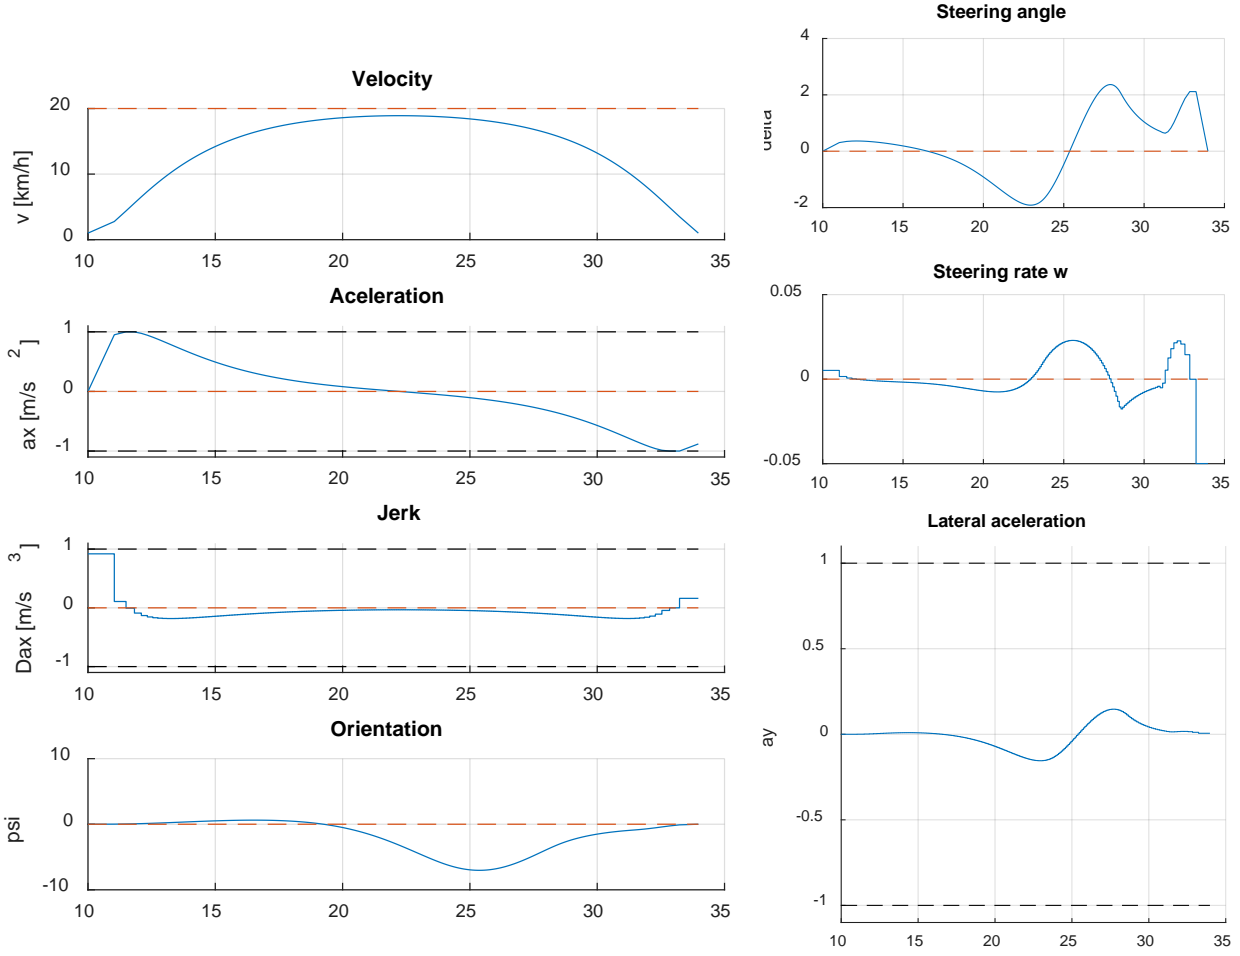 Velocity
20
10
0
v [km/h]
10 15 20 25 30 35
Aceleration
1
0
-1
ax [m/s 2 ]
10 15 20 25 30 35
Jerk
1
0
-1
Dax [m/s 3 ]
10 15 20 25 30 35
Orientation
10
0
-10
psi
10 15 20 25 30 35
Steering angle
4
2
0
-2
delta
10 15 20 25 30 35
Steering rate w
0.05
0
-0.05
10 15 20 25 30 35
Lateral aceleration
1
0.5
0
-0.5
-1
ay
10 15 20 25 30 35